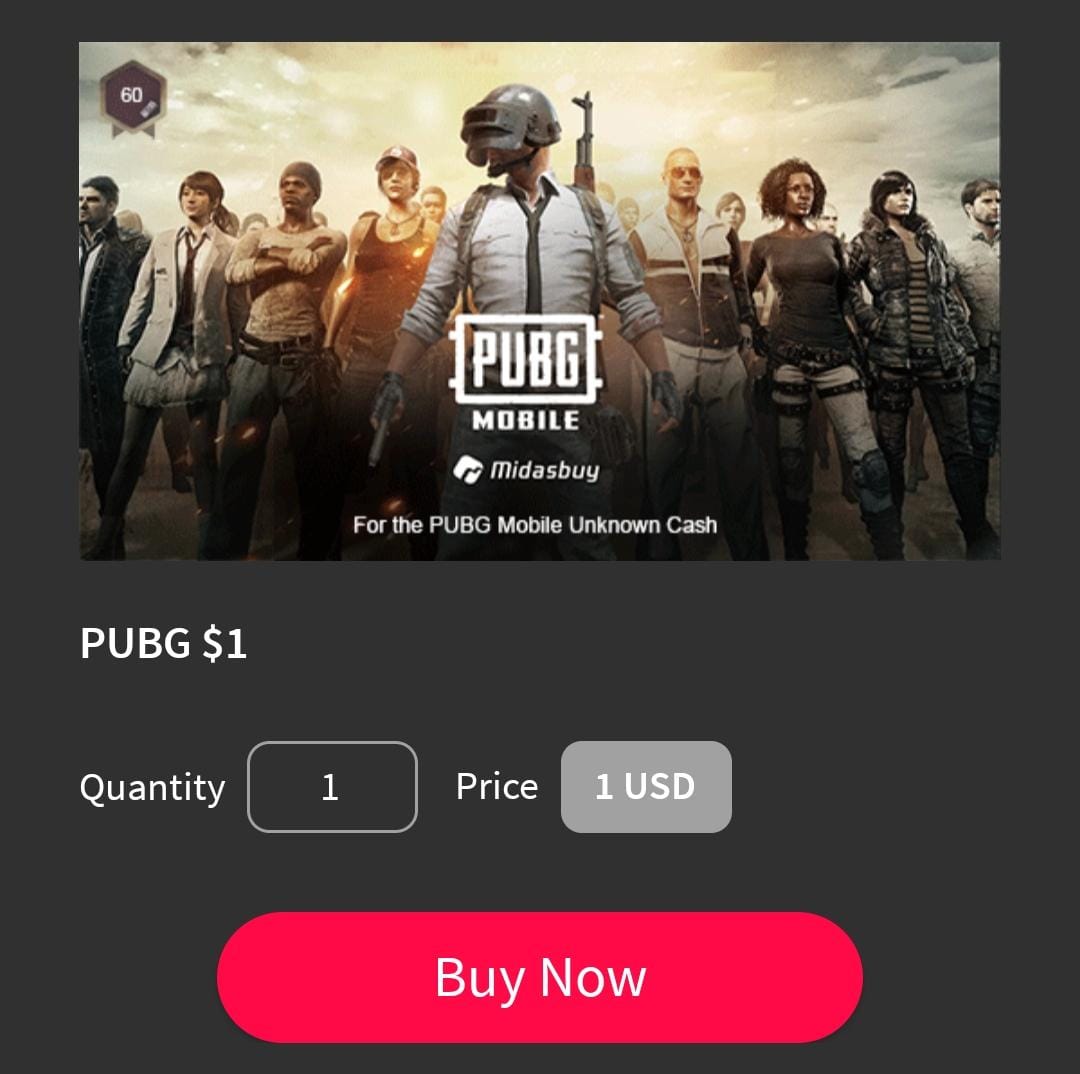 60
PUBG
MOBILE
Midasbuy
For the PUBG Mobile Unknown Cash
PUBG $1
Quantity 1 Price 1 USD
Buy Now